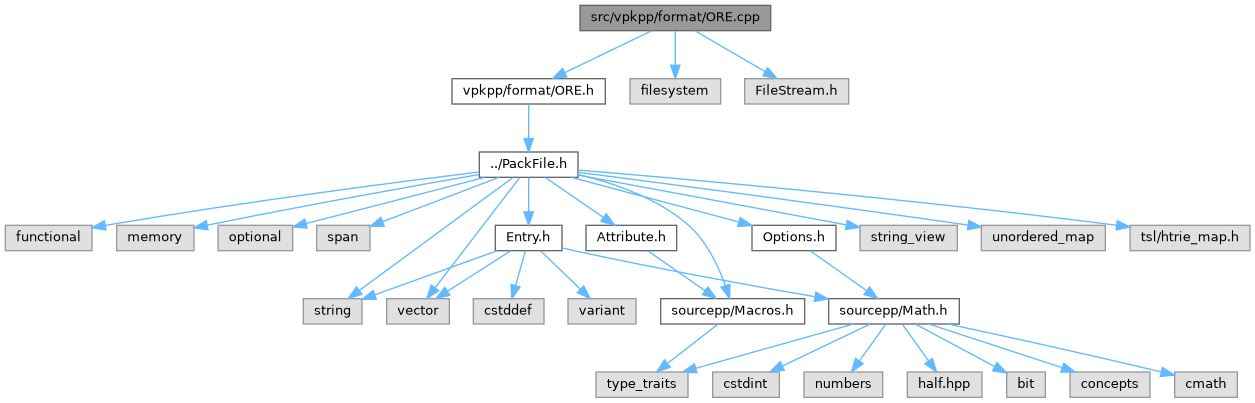 src/vpkpp/format/ORE.cpp
vpkpp/format/ORE.h
filesystem
FileStream.h
../PackFile.h
functional
memory
optional
span
Entry.h
Attribute.h
Options.h
string_view
unordered_map
tsl/htrie_map.h
string
vector
cstddef
variant
sourcepp/Macros.h
sourcepp/Math.h
type_traits
cstdint
numbers
half.hpp
bit
concepts
cmath